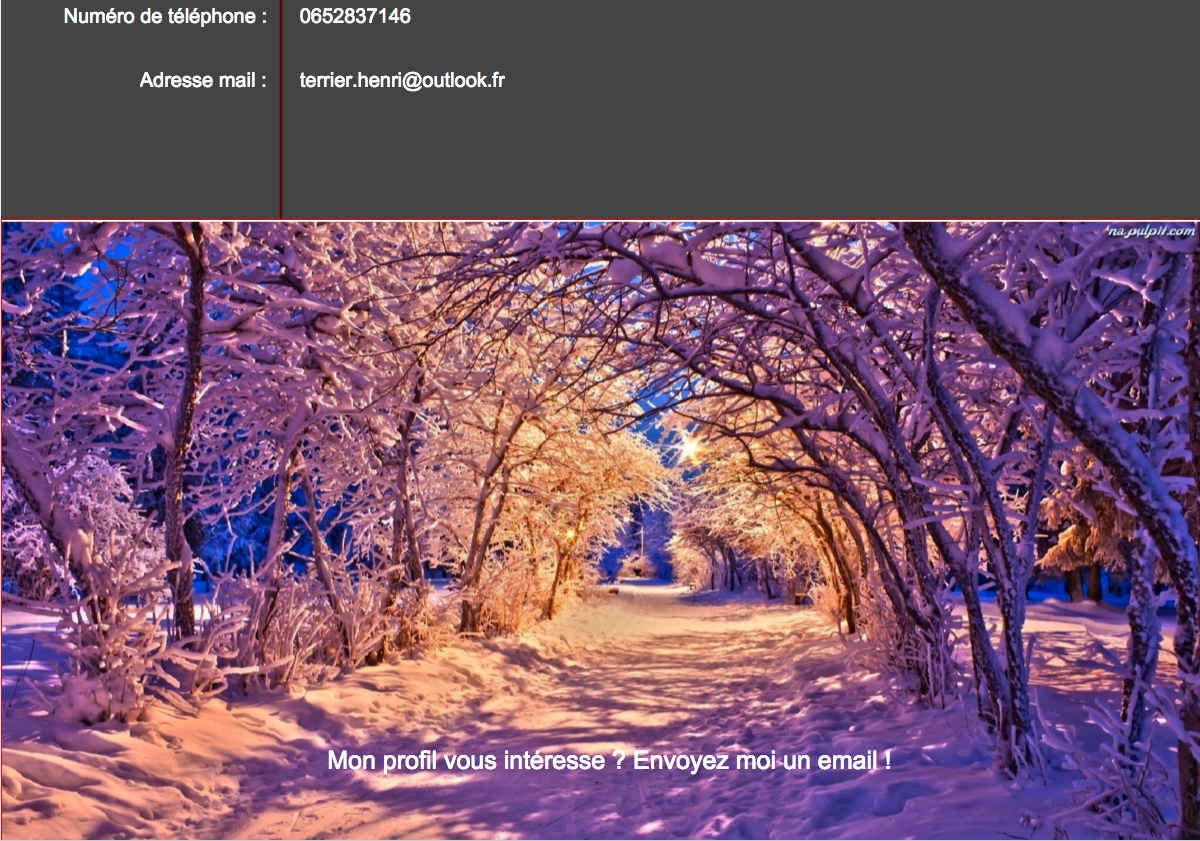 Numéro de téléphone : 0652837146
Adresse mail : terrier.henri@outlook.fr
na.pulpit.com
Mon profil vous intéresse ? Envoyez moi un email !